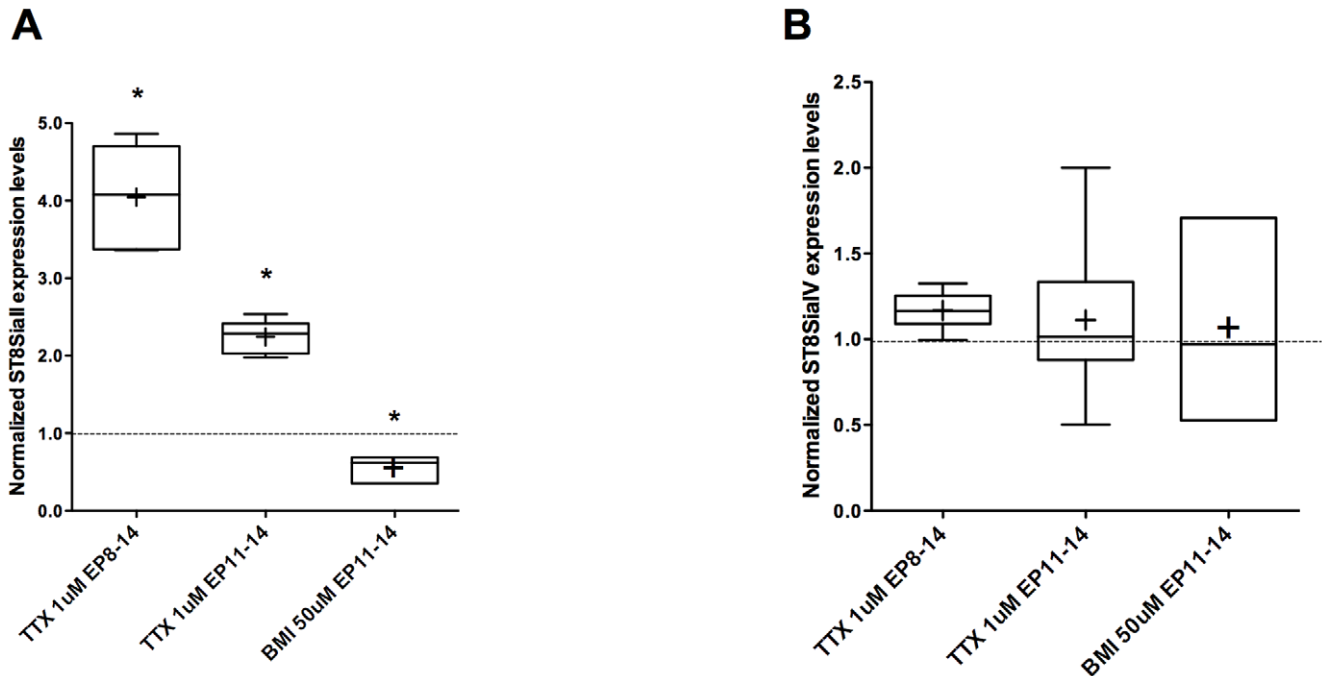 A
Normalized ST8SiaII expression levels
*
*
*
5.0
4.0
3.0
2.0
1.0
0.0
TTX 1uM EP8-14
TTX 1uM EP11-14
BMI 50uM EP11-14
B
Normalized ST8SiaIV expression levels
2.5
2.0
1.5
1.0
0.5
0.0
TTX 1uM EP8-14
TTX 1uM EP11-14
BMI 50uM EP11-14